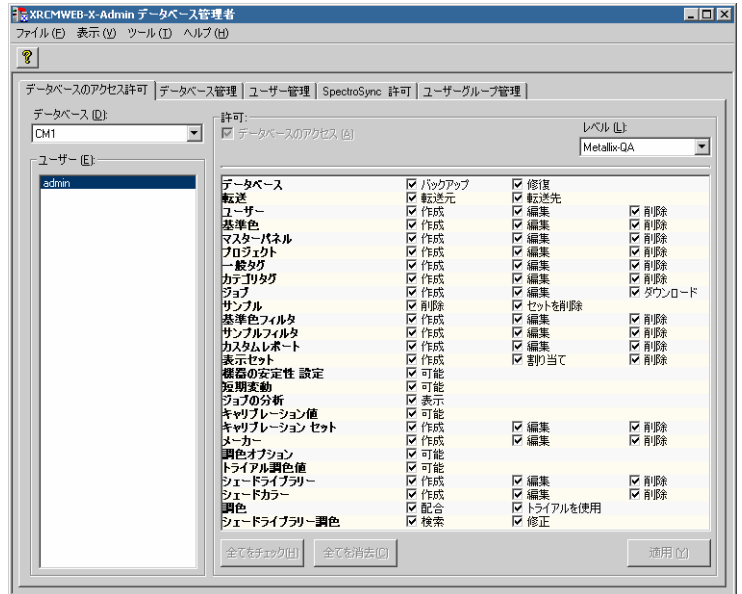 XRCMWEB-X-Admin データベース管理者
ファイル(F) 表示(V) ツール(T) ヘルプ(H)
データベースのアクセス許可 データベース管理 ユーザー管理 SpectroSync 許可 ユーザーグループ管理
データベース (D):
CM1
ユーザー (E):
admin
許可:
データベースのアクセス (A)
レベル (L):
Metallix-QA
データベース バックアップ 修復
転送 転送元 転送先
ユーザー 作成 編集 削除
基準色 作成 編集 削除
マスターパネル 作成 編集 削除
プロジェクト 作成 編集 削除
一般タグ 作成 編集 削除
カテゴリタグ 作成 編集 削除
ジョブ 作成 編集 ダウンロード
サンプル 削除 セットを削除
基準色フィルタ 作成 編集 削除
サンプルフィルタ 作成 編集 削除
カスタムレポート 作成 編集 削除
表示セット 作成 割り当て 削除
機器の安定性 設定 可能
短期変動 可能
ジョブの分析 表示
キャリブレーション値 可能
キャリブレーション セット 作成 編集 削除
メーカー 作成 編集 削除
調色オプション 可能
トライアル調色値 可能
シェードライブラリー 作成 編集 削除
シェードカラー 作成 編集 削除
調色 配合 トライアルを使用
シェードライブラリー調色 検索 修正
全てをチェック(H) 全てを消去(C) 適用 (Y)